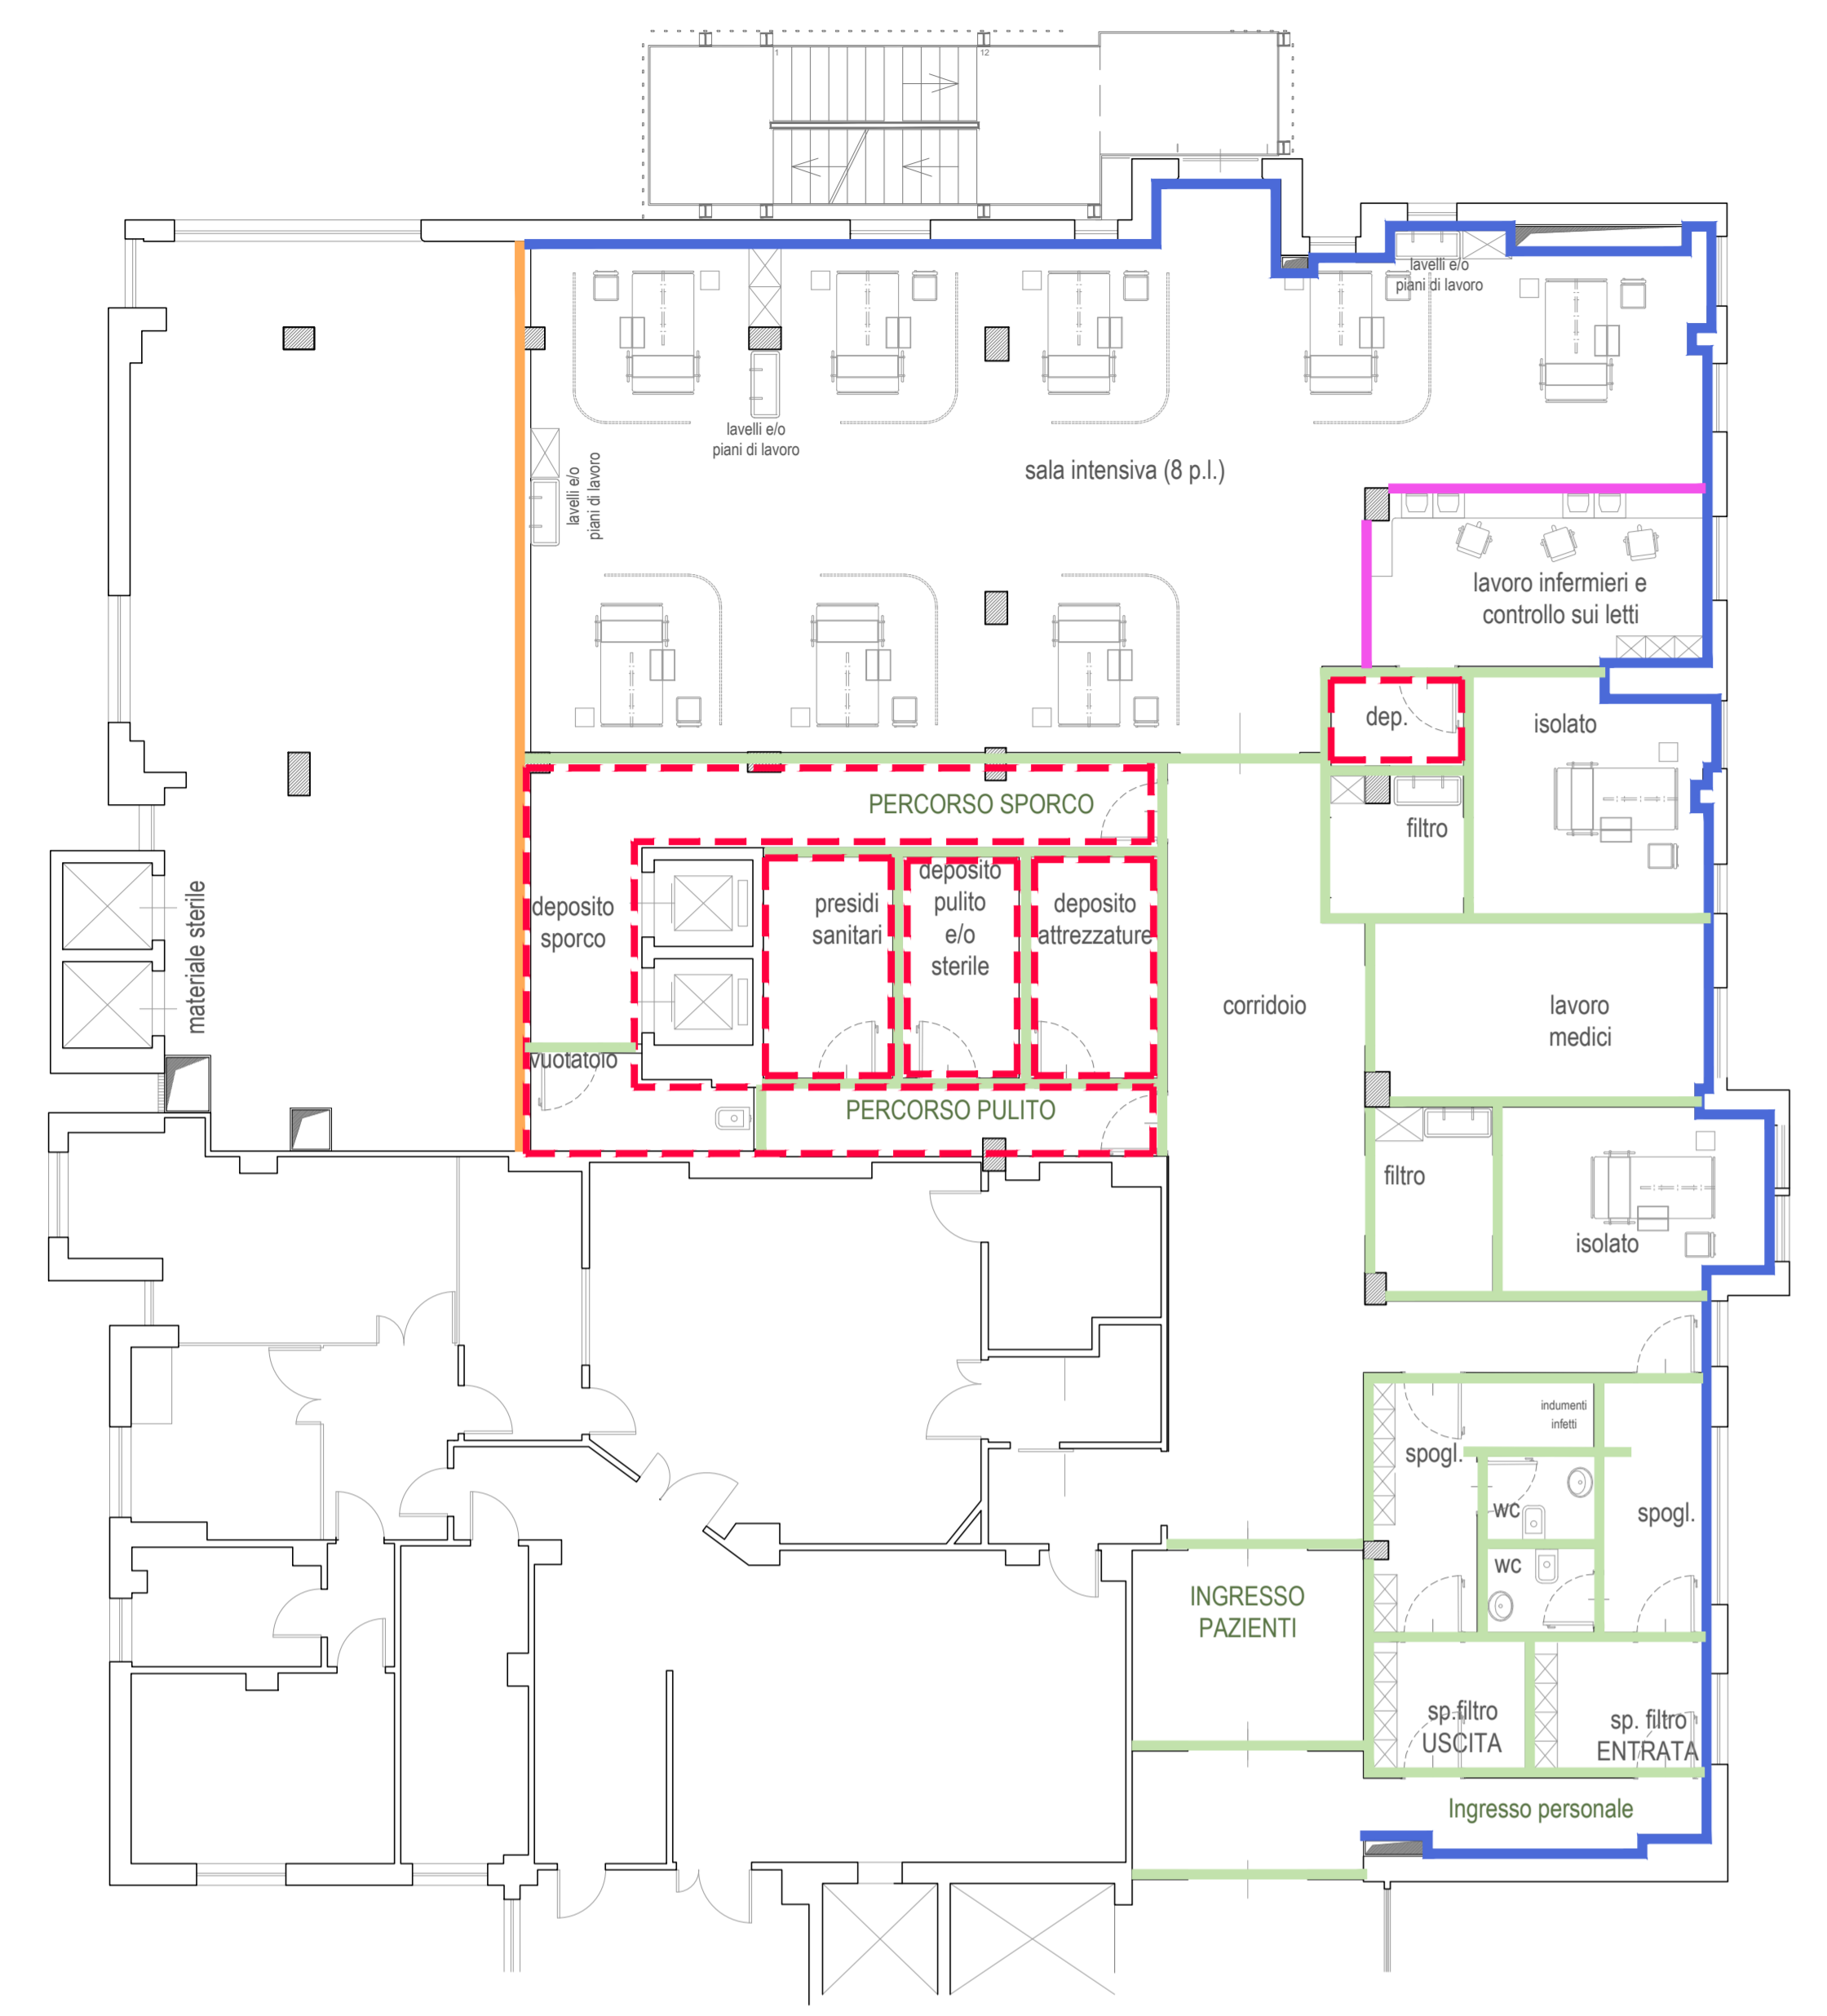 1
12
lavelli e/o
piani di lavoro
lavelli e/o
piani di lavoro
lavelli e/o
piani di lavoro
sala intensiva (8 p.l.)
lavoro infermieri e
controllo sui letti
dep.
isolato
PERCORSO SPORCO
filtro
deposito
sporco
presidi
sanitari
deposito
pulito
e/o
sterile
deposito
attrezzature
materiale sterile
corridoio
lavoro
medici
vuotatoio
PERCORSO PULITO
filtro
isolato
indumenti
infetti
spogl.
wc
spogl.
wc
INGRESSO
PAZIENTI
sp.filtro
USCITA
sp. filtro
ENTRATA
Ingresso personale